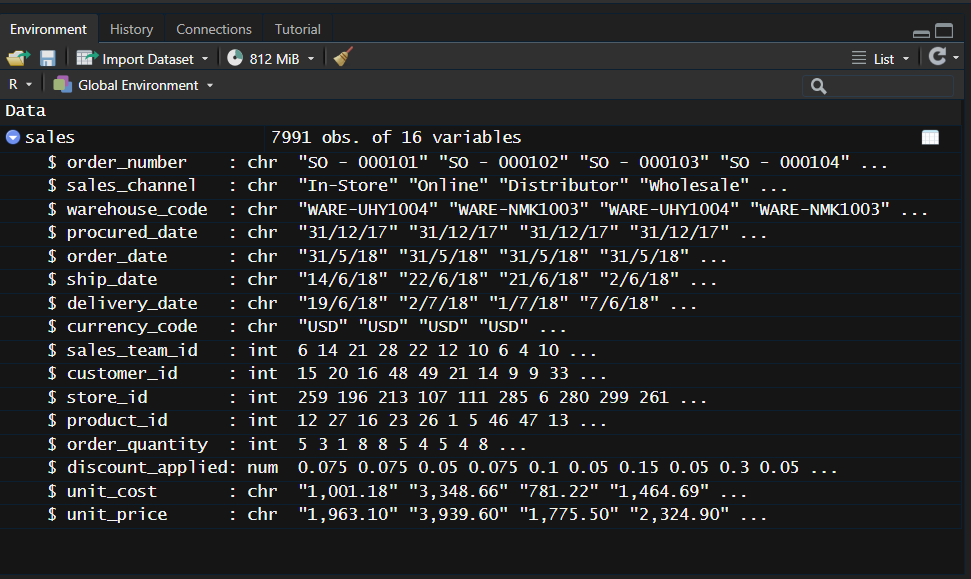 Environment History Connections Tutorial
Import Dataset 812 MiB List
R Global Environment
Data
sales 7991 obs. of 16 variables
$ order_number : chr "SO - 000101" "SO - 000102" "SO - 000103" "SO - 000104" ...
$ sales_channel : chr "In-Store" "Online" "Distributor" "Wholesale" ...
$ warehouse_code : chr "WARE-UHY1004" "WARE-NMK1003" "WARE-UHY1004" "WARE-NMK1003" ...
$ procured_date : chr "31/12/17" "31/12/17" "31/12/17" "31/12/17" ...
$ order_date : chr "31/5/18" "31/5/18" "31/5/18" "31/5/18" ...
$ ship_date : chr "14/6/18" "22/6/18" "21/6/18" "2/6/18" ...
$ delivery_date : chr "19/6/18" "2/7/18" "1/7/18" "7/6/18" ...
$ currency_code : chr "USD" "USD" "USD" "USD" ...
$ sales_team_id : int 6 14 21 28 22 12 10 6 4 10 ...
$ customer_id : int 15 20 16 48 49 21 14 9 9 33 ...
$ store_id : int 259 196 213 107 111 285 6 280 299 261 ...
$ product_id : int 12 27 16 23 26 1 5 46 47 13 ...
$ order_quantity : int 5 3 1 8 8 5 4 5 4 8 ...
$ discount_applied: num 0.075 0.075 0.05 0.075 0.1 0.05 0.15 0.05 0.3 0.05 ...
$ unit_cost : chr "1,001.18" "3,348.66" "781.22" "1,464.69" ...
$ unit_price : chr "1,963.10" "3,939.60" "1,775.50" "2,324.90" ...